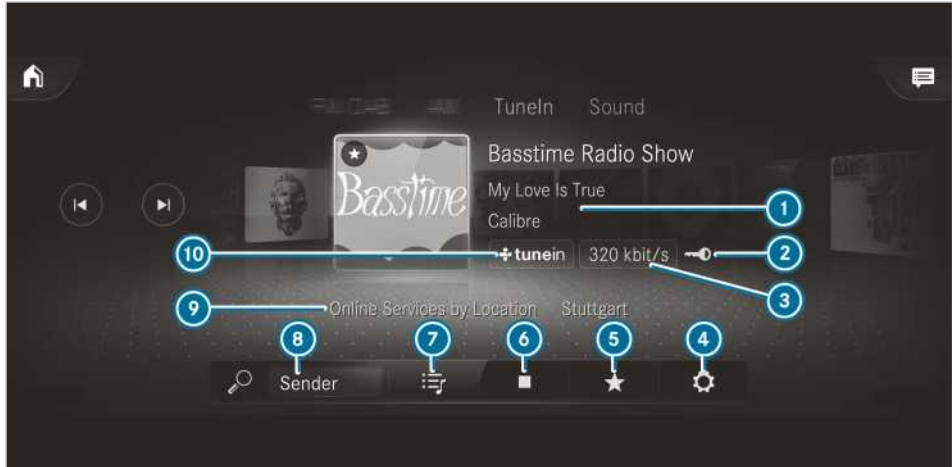 TuneIn Sound
Basstime
Basstime Radio Show
My Love Is True
Calibre
tunein 320 kbit/s
Online Services by Location Stuttgart
Sender
1
2
3
10
9
8
7
6
5
4